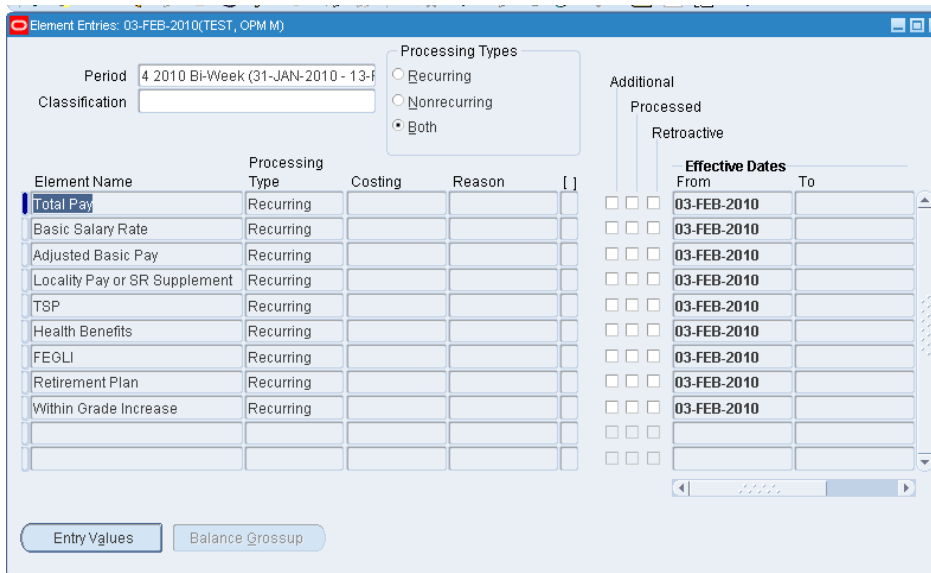 Element Entries: 03-FEB-2010(TEST, OPM M)
Processing Types
Period 4 2010 Bi-Week (31-JAN-2010 - 13-F
Recurring
Additional
Classification
Nonrecurring
Processed
Both
Retroactive
Processing
Effective Dates
Element Name Type Costing Reason [ ] From To
Total Pay Recurring 03-FEB-2010
Basic Salary Rate Recurring 03-FEB-2010
Adjusted Basic Pay Recurring 03-FEB-2010
Locality Pay or SR Supplement Recurring 03-FEB-2010
TSP Recurring 03-FEB-2010
Health Benefits Recurring 03-FEB-2010
FEGLI Recurring 03-FEB-2010
Retirement Plan Recurring 03-FEB-2010
Within Grade Increase Recurring 03-FEB-2010
Entry Values Balance Grossup